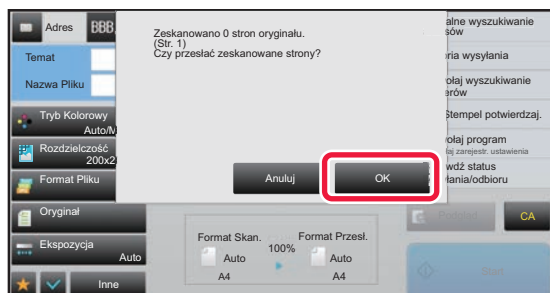 Adres
BBB
Temat
Nazwa Pliku
Tryb Kolorowy
Auto/M
Rozdzielczość
200x2
Format Pliku
Oryginał
Ekspozycja
Auto
Inne
Zeskanowano 0 stron oryginału.
(Str. 1)
Czy przesłać zeskanowane strony?
Anuluj
OK
Format Skan.
100%
Format Przesł.
Auto
A4
Auto
A4
alne wyszukiwanie
sów
ria wysyłania
ołaj wyszukiwanie
erów
Stempel potwierdzaj.
ołaj program
łaj zarejestr. ustawienia
wdź status
łania/odbioru
CA
Start